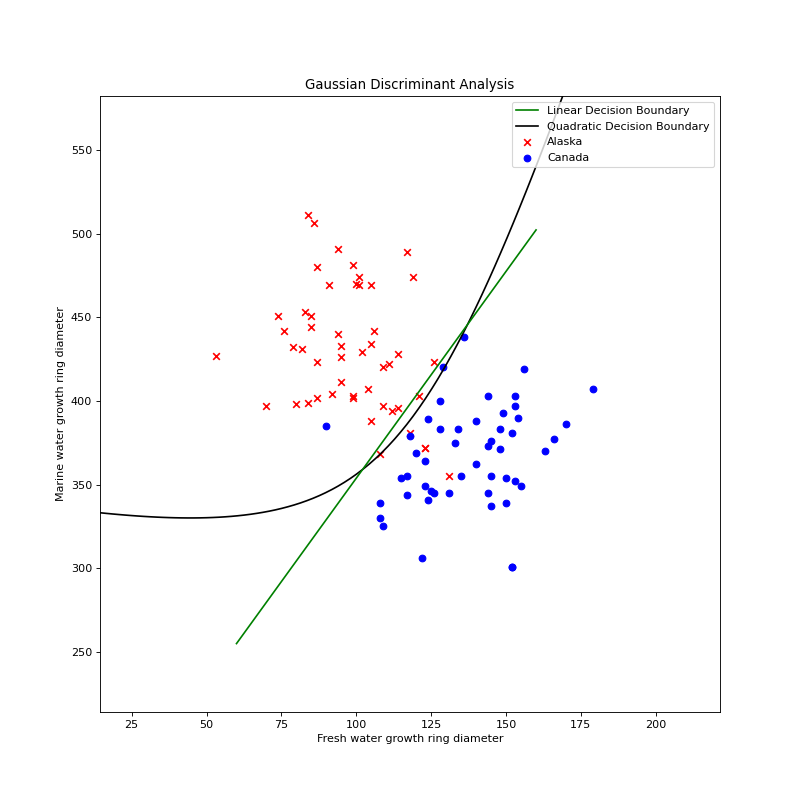 Gaussian Discriminant Analysis
Linear Decision Boundary
Quadratic Decision Boundary
Alaska
Canada
550
500
450
400
350
300
250
Marine water growth ring diameter
25 50 75 100 125 150 175 200
Fresh water growth ring diameter